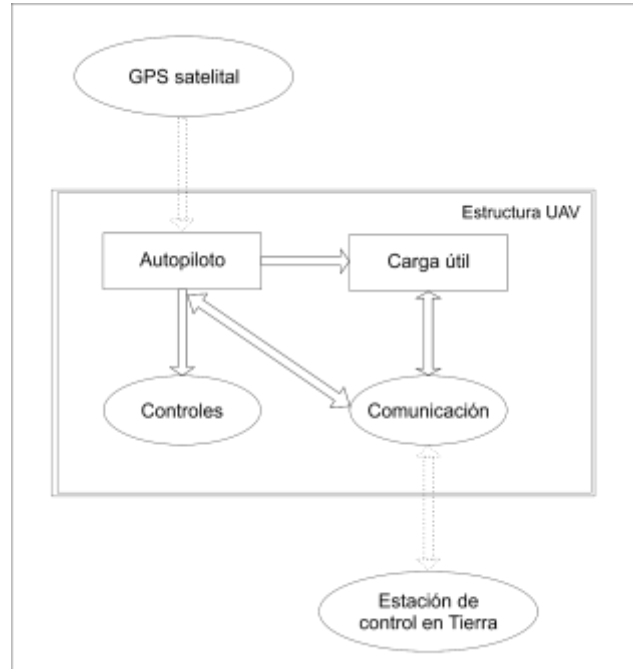 GPS satelital
Estructura UAV
Autopiloto
Carga útil
Controles
Comunicación
Estación de
control en Tierra